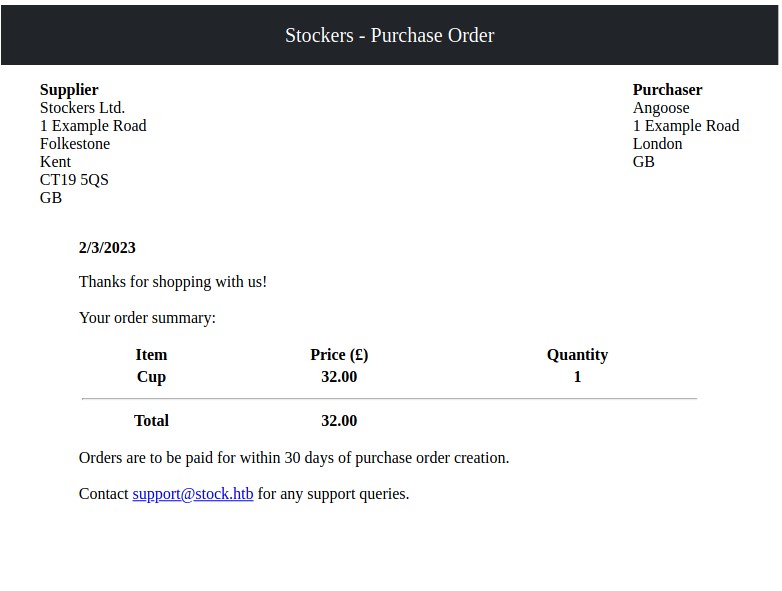 Stockers - Purchase Order
Supplier
Stockers Ltd.
1 Example Road
Folkestone
Kent
CT19 5QS
GB
Purchaser
Angoose
1 Example Road
London
GB
2/3/2023
Thanks for shopping with us!
Your order summary:
Item Price (£) Quantity
Cup 32.00 1
Total 32.00
Orders are to be paid for within 30 days of purchase order creation.
Contact support@stock.htb for any support queries.